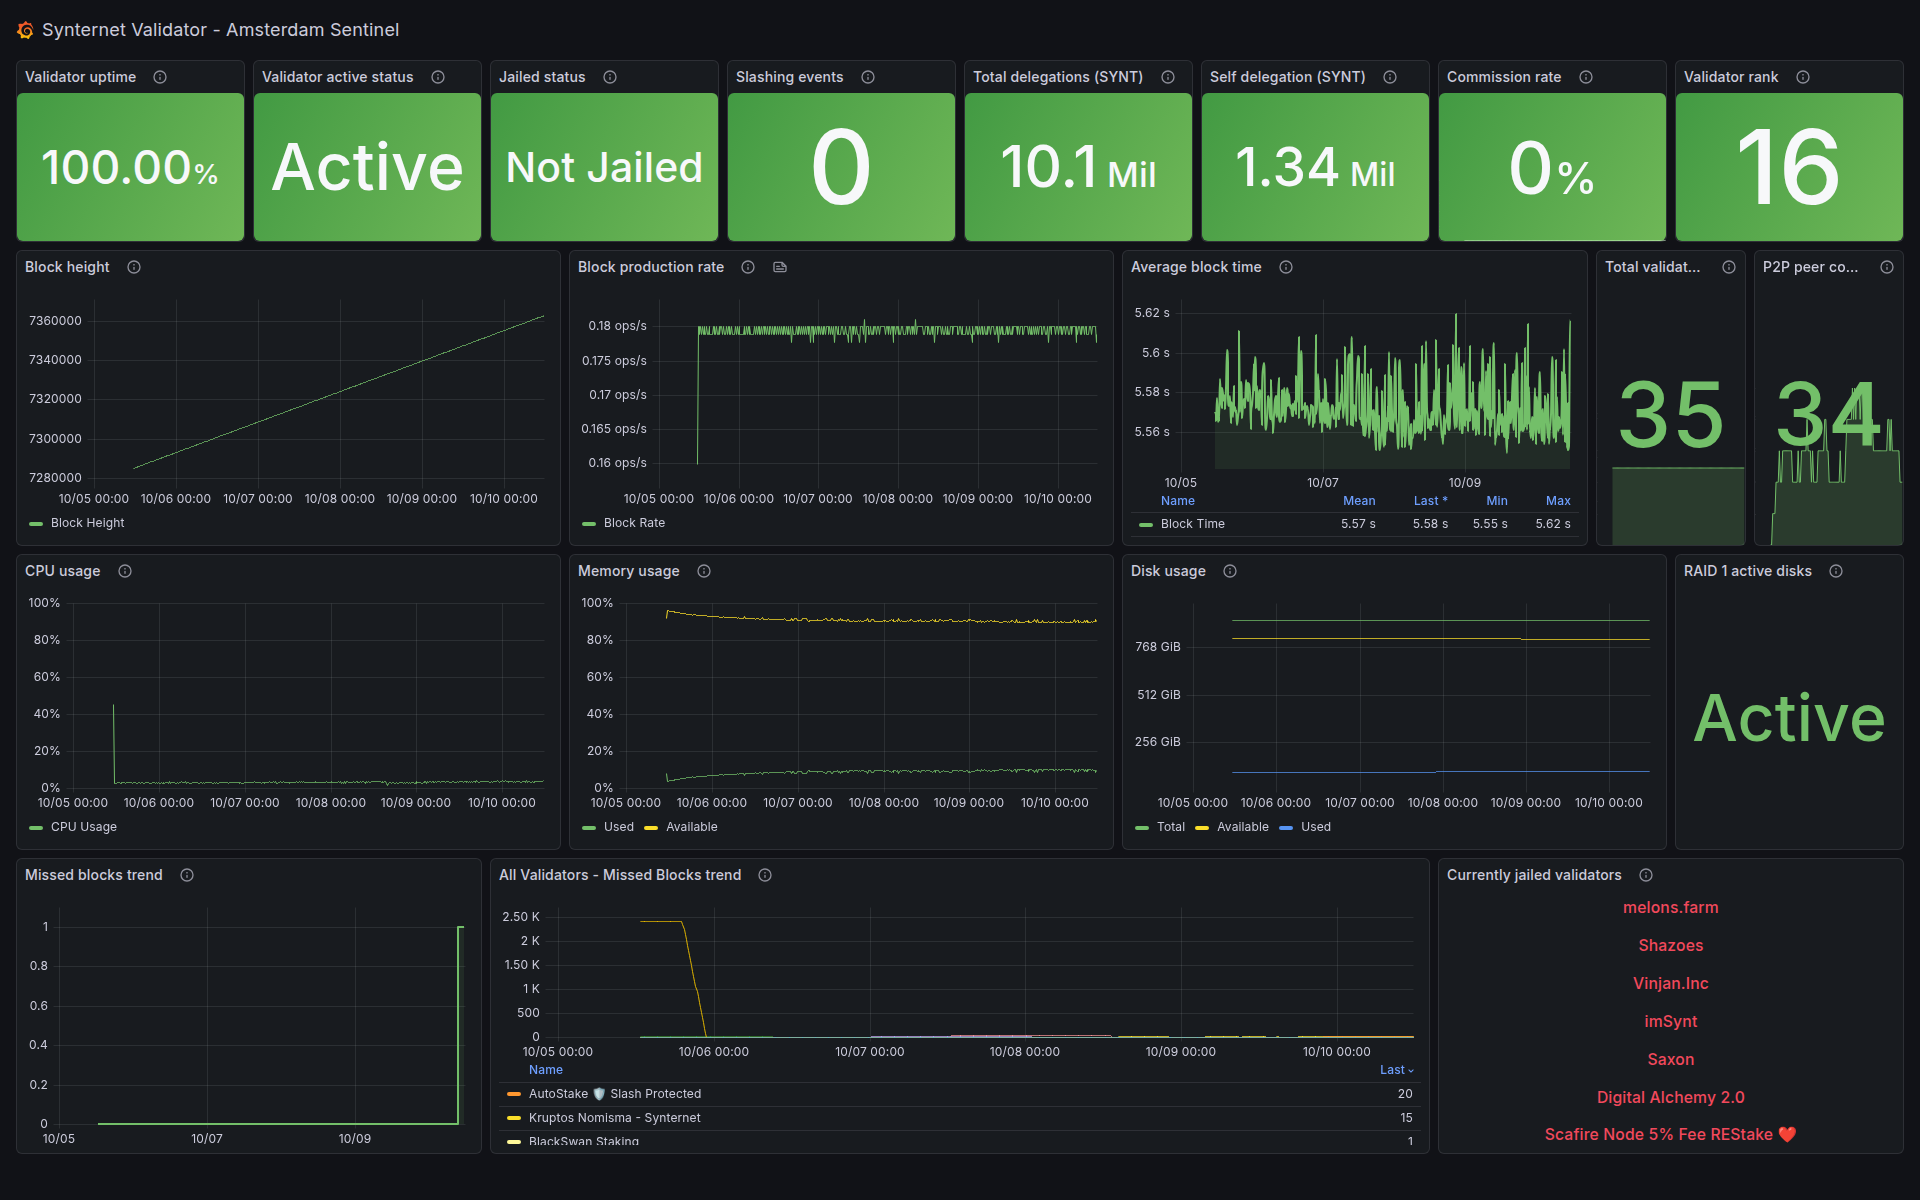 Synternet Validator - Amsterdam Sentinel
Validator uptime
100.00%
Validator active status
Active
Jailed status
Not Jailed
Slashing events
0
Total delegations (SYNT)
10.1 Mil
Self delegation (SYNT)
1.34 Mil
Commission rate
0%
Validator rank
16
Block height
7360000
7340000
7320000
7300000
7280000
10/05 00:00 10/06 00:00 10/07 00:00 10/08 00:00 10/09 00:00 10/10 00:00
Block Height
Block production rate
0.18 ops/s
0.175 ops/s
0.17 ops/s
0.165 ops/s
0.16 ops/s
10/05 00:00 10/06 00:00 10/07 00:00 10/08 00:00 10/09 00:00 10/10 00:00
Block Rate
Average block time
5.62 s
5.6 s
5.58 s
5.56 s
10/05 10/07 10/09
Name Mean Last * Min Max
Block Time 5.57 s 5.58 s 5.55 s 5.62 s
Total validat...
35
P2P peer co...
34
CPU usage
100%
80%
60%
40%
20%
0%
10/05 00:00 10/06 00:00 10/07 00:00 10/08 00:00 10/09 00:00 10/10 00:00
CPU Usage
Memory usage
100%
80%
60%
40%
20%
0%
10/05 00:00 10/06 00:00 10/07 00:00 10/08 00:00 10/09 00:00 10/10 00:00
Used Available
Disk usage
768 GiB
512 GiB
256 GiB
10/05 00:00 10/06 00:00 10/07 00:00 10/08 00:00 10/09 00:00 10/10 00:00
Total Available Used
RAID 1 active disks
Active
Missed blocks trend
1
0.8
0.6
0.4
0.2
0
10/05 10/07 10/09
All Validators - Missed Blocks trend
2.50 K
2 K
1.50 K
1 K
500
0
10/05 00:00 10/06 00:00 10/07 00:00 10/08 00:00 10/09 00:00 10/10 00:00
Name Last
AutoStake 🛡️ Slash Protected 20
Kruptos Nomisma - Synternet 15
BlackSwan Staking 1
Currently jailed validators
melons.farm
Shazoes
Vinjan.Inc
imSynt
Saxon
Digital Alchemy 2.0
Scafire Node 5% Fee REStake ❤️